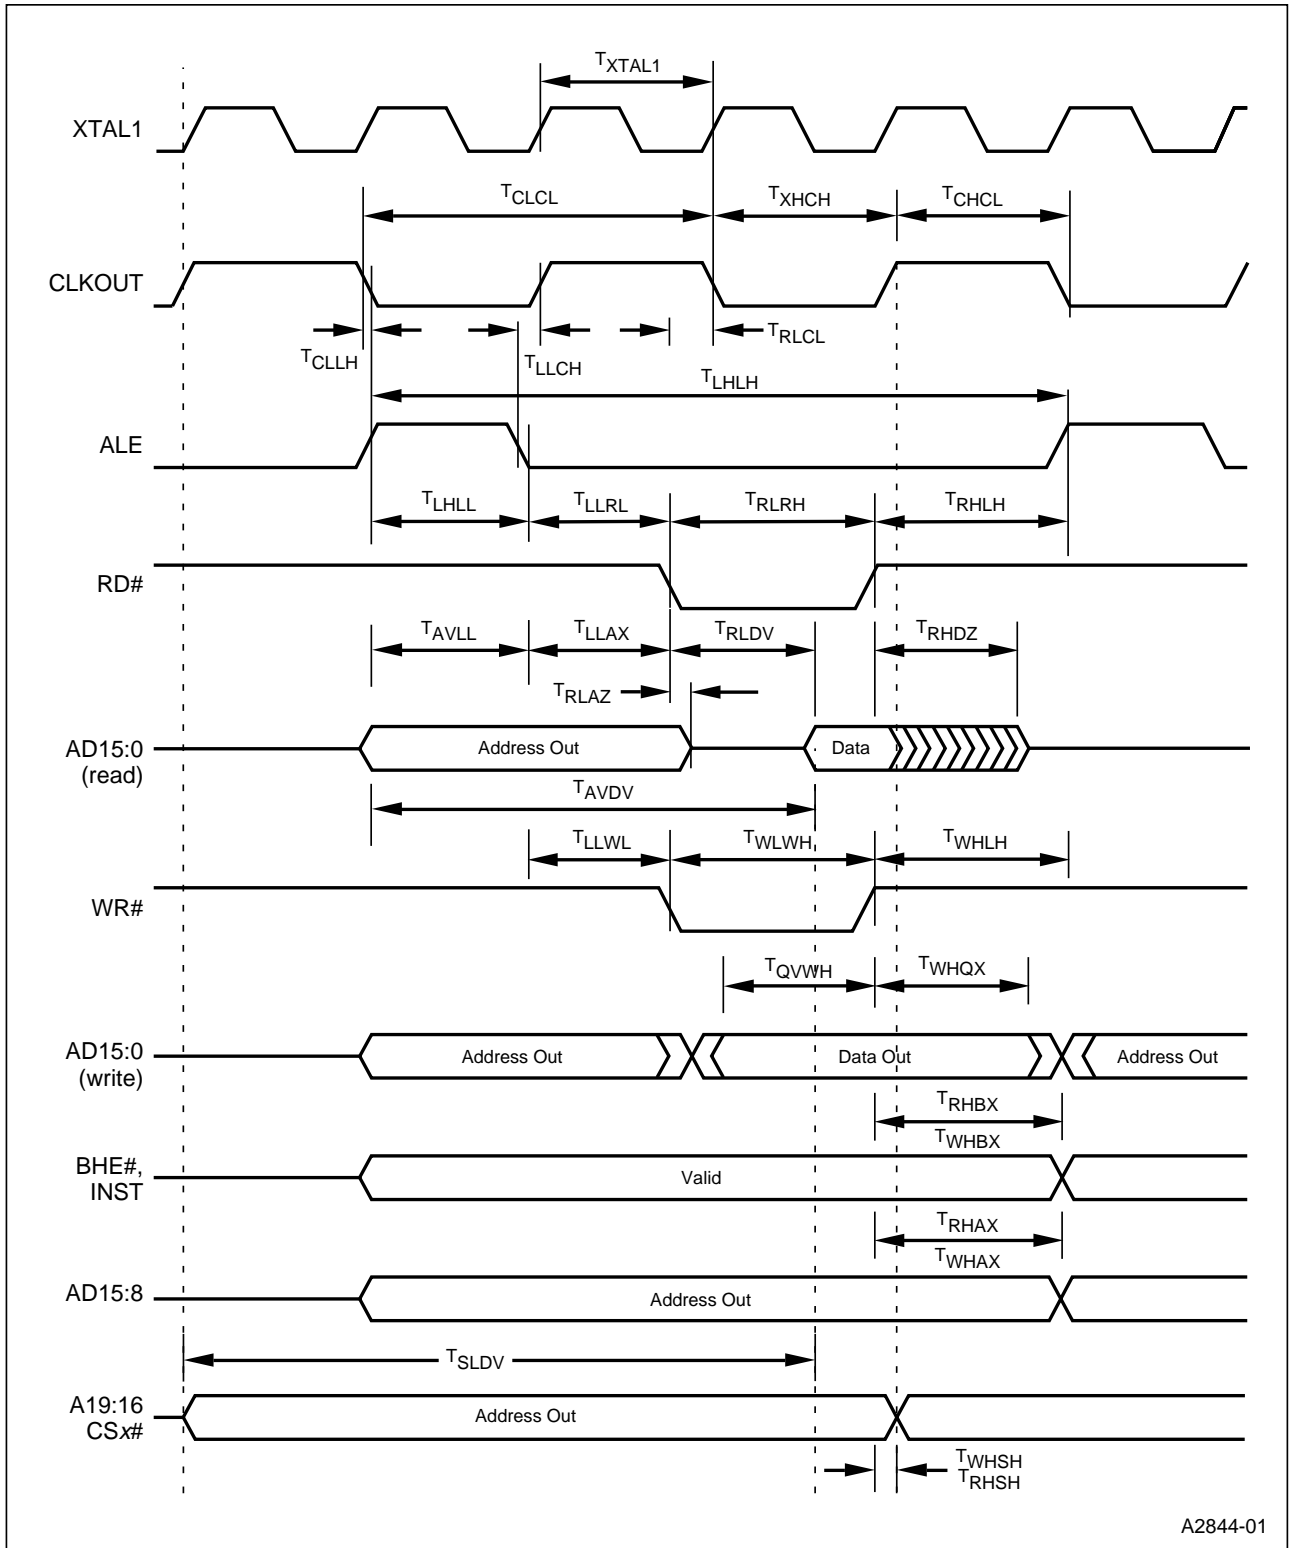 TXTAL1
XTAL1
TCLCL
TXHCH
TCHCL
CLKOUT
TRLCL
TCLLH
TLLCH
TLHLH
ALE
TLHLL
TLLRL
TRLRH
TRHLH
RD#
TAVLL
TLLAX
TRLDV
TRHDZ
TRLAZ
AD15:0
(read)
Address Out
Data
TAVDV
TLLWL
TWLWH
TWHLH
WR#
TQVWH
TWHQX
AD15:0
(write)
Address Out
Data Out
Address Out
TRHBX
TWHBX
BHE#,
INST
Valid
TRHAX
TWHAX
AD15:8
Address Out
TSLDV
A19:16
CSx#
Address Out
TWHSH
TRHSH
A2844-01